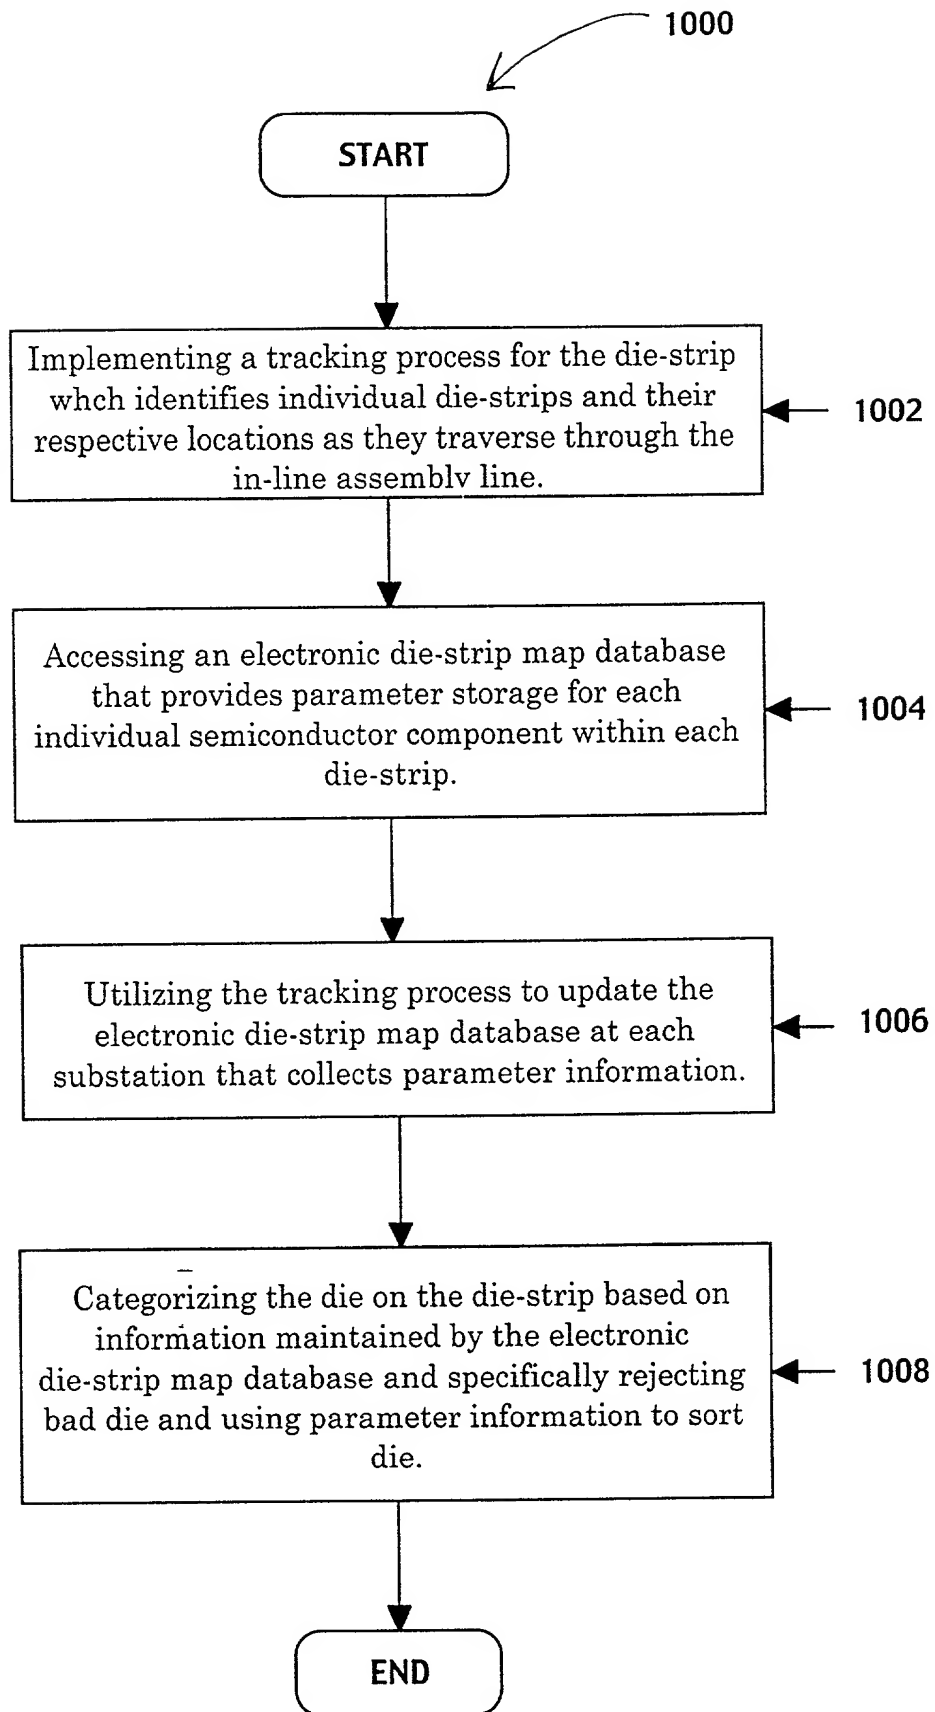 1000
START
Implementing a tracking process for the die-strip
whch identifies individual die-strips and their
respective locations as they traverse through the
in-line assembly line.
1002
Accessing an electronic die-strip map database
that provides parameter storage for each
individual semiconductor component within each
die-strip.
1004
Utilizing the tracking process to update the
electronic die-strip map database at each
substation that collects parameter information.
1006
Categorizing the die on the die-strip based on
information maintained by the electronic
die-strip map database and specifically rejecting
bad die and using parameter information to sort
die.
1008
END